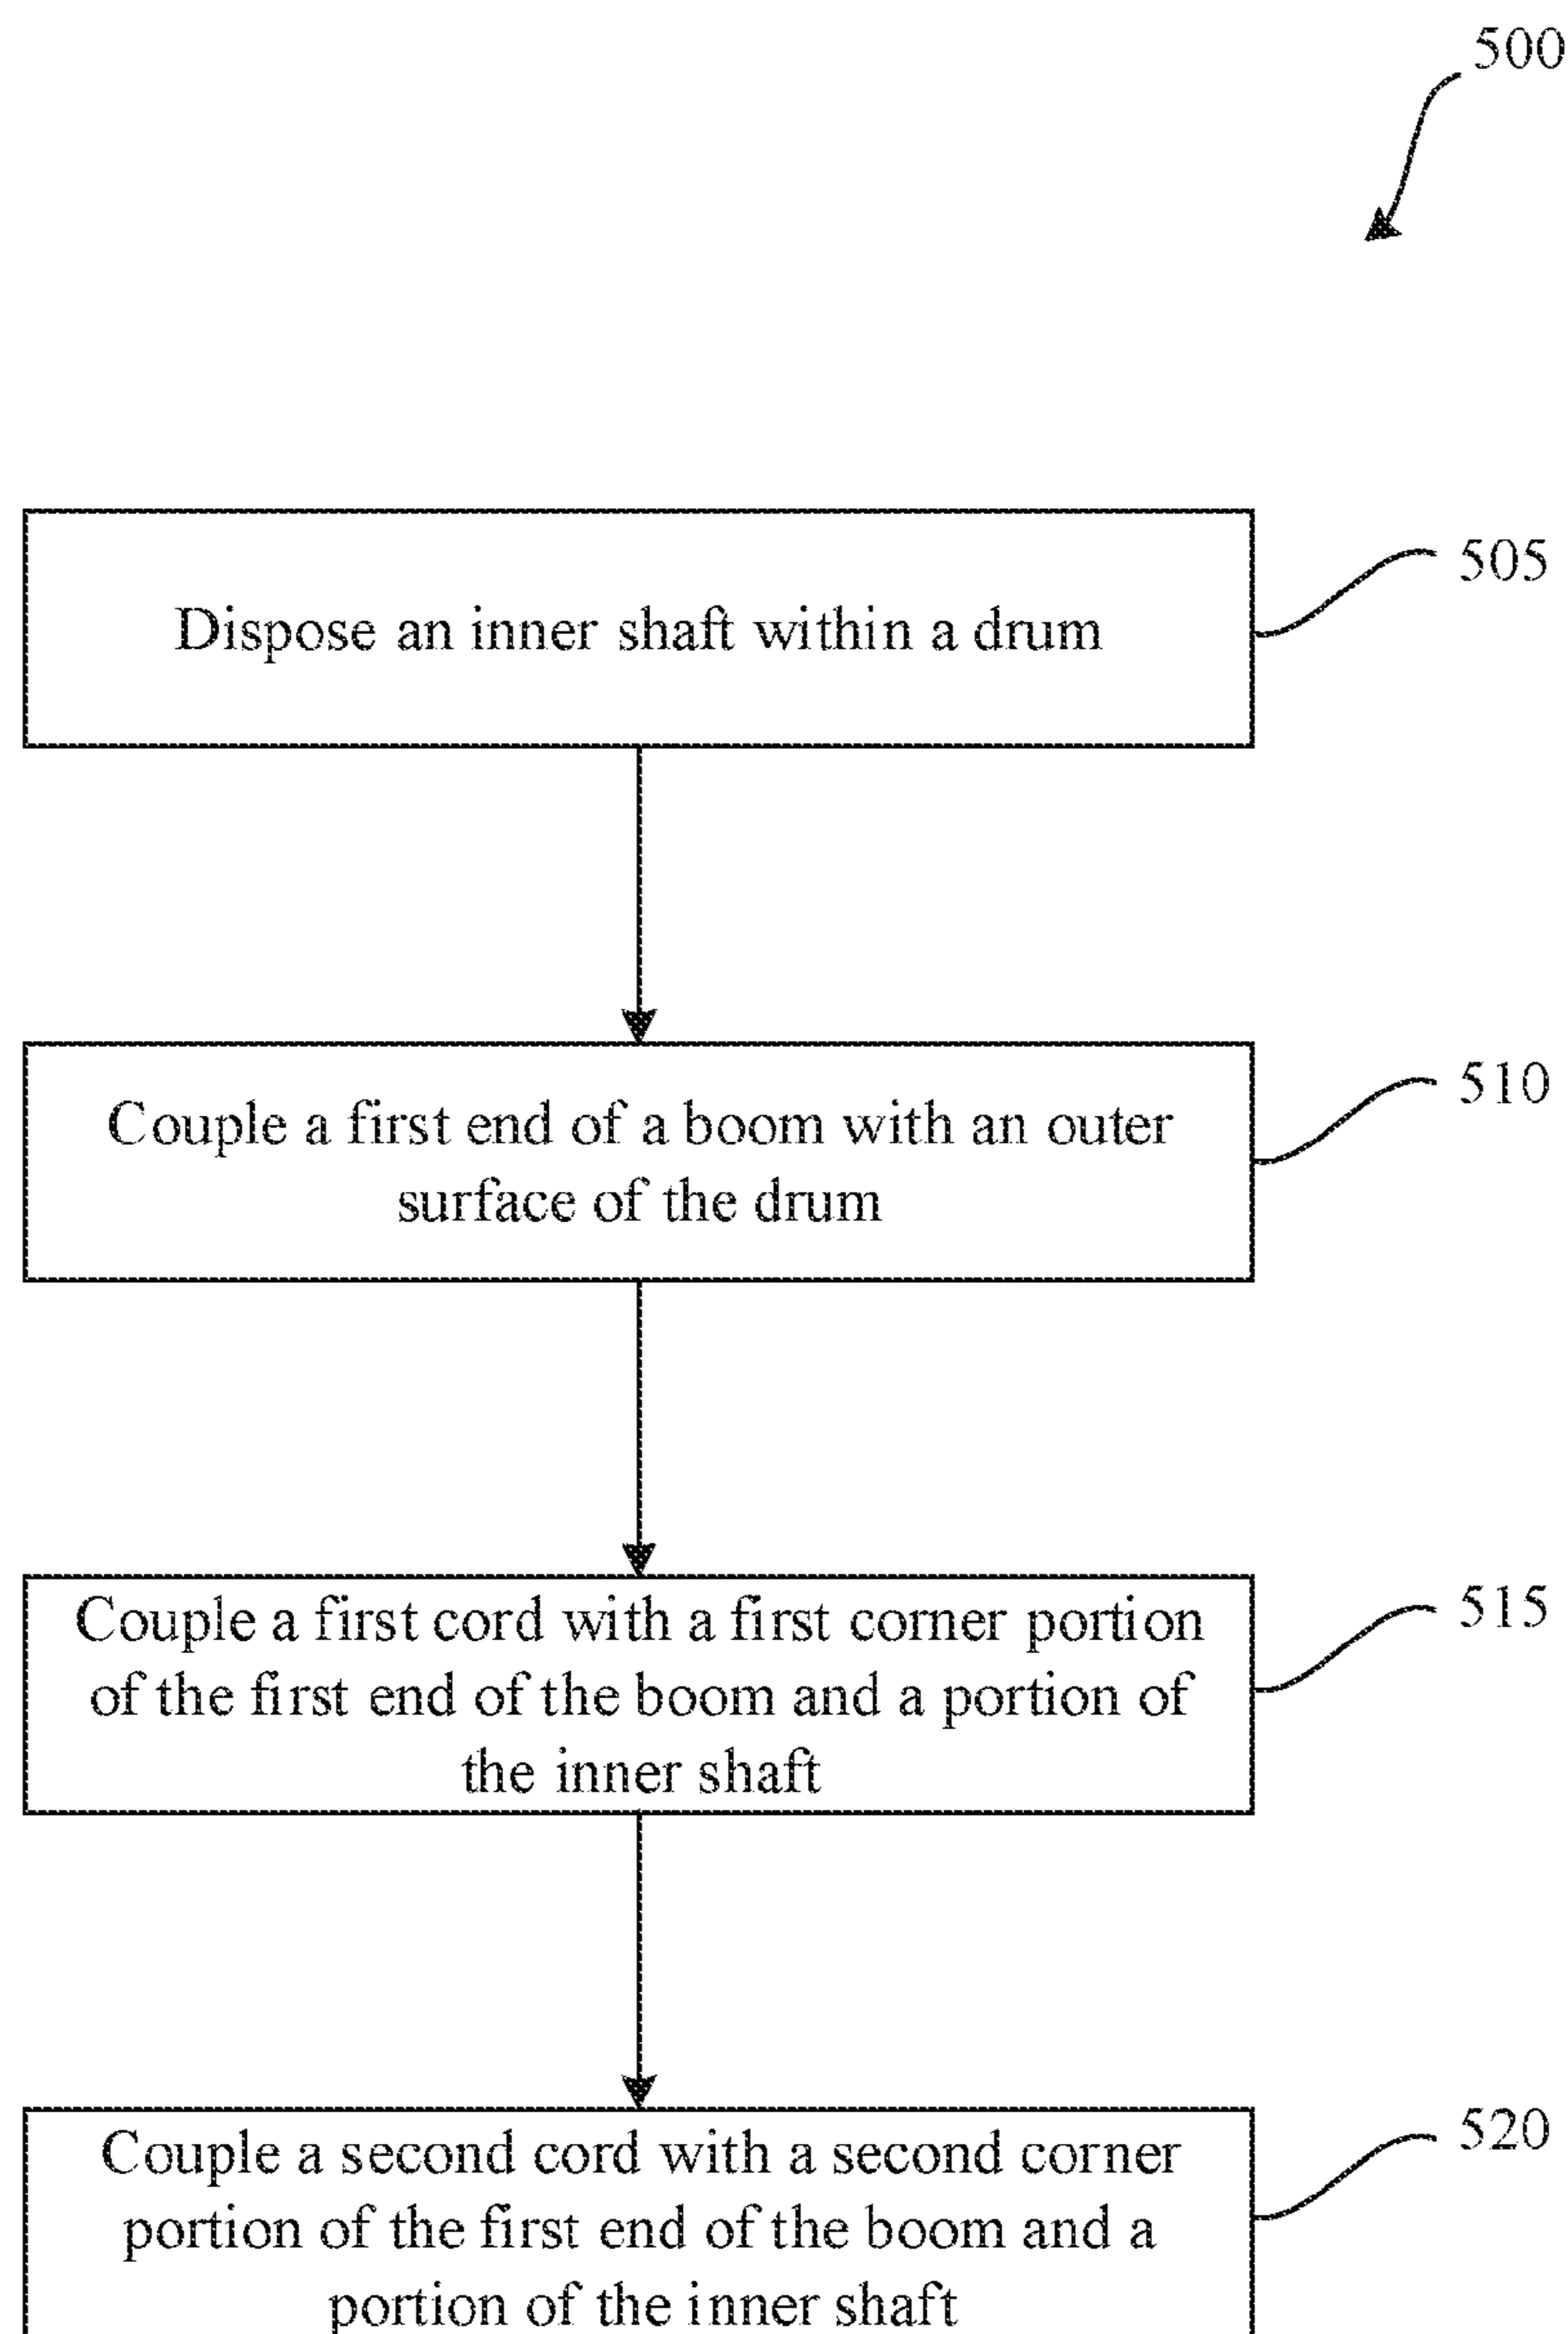 500
Dispose an inner shaft within a drum
505
Couple a first end of a boom with an outer
surface of the drum
510
Couple a first cord with a first corner portion
of the first end of the boom and a portion of
the inner shaft
515
Couple a second cord with a second corner
portion of the first end of the boom and a
portion of the inner shaft
520